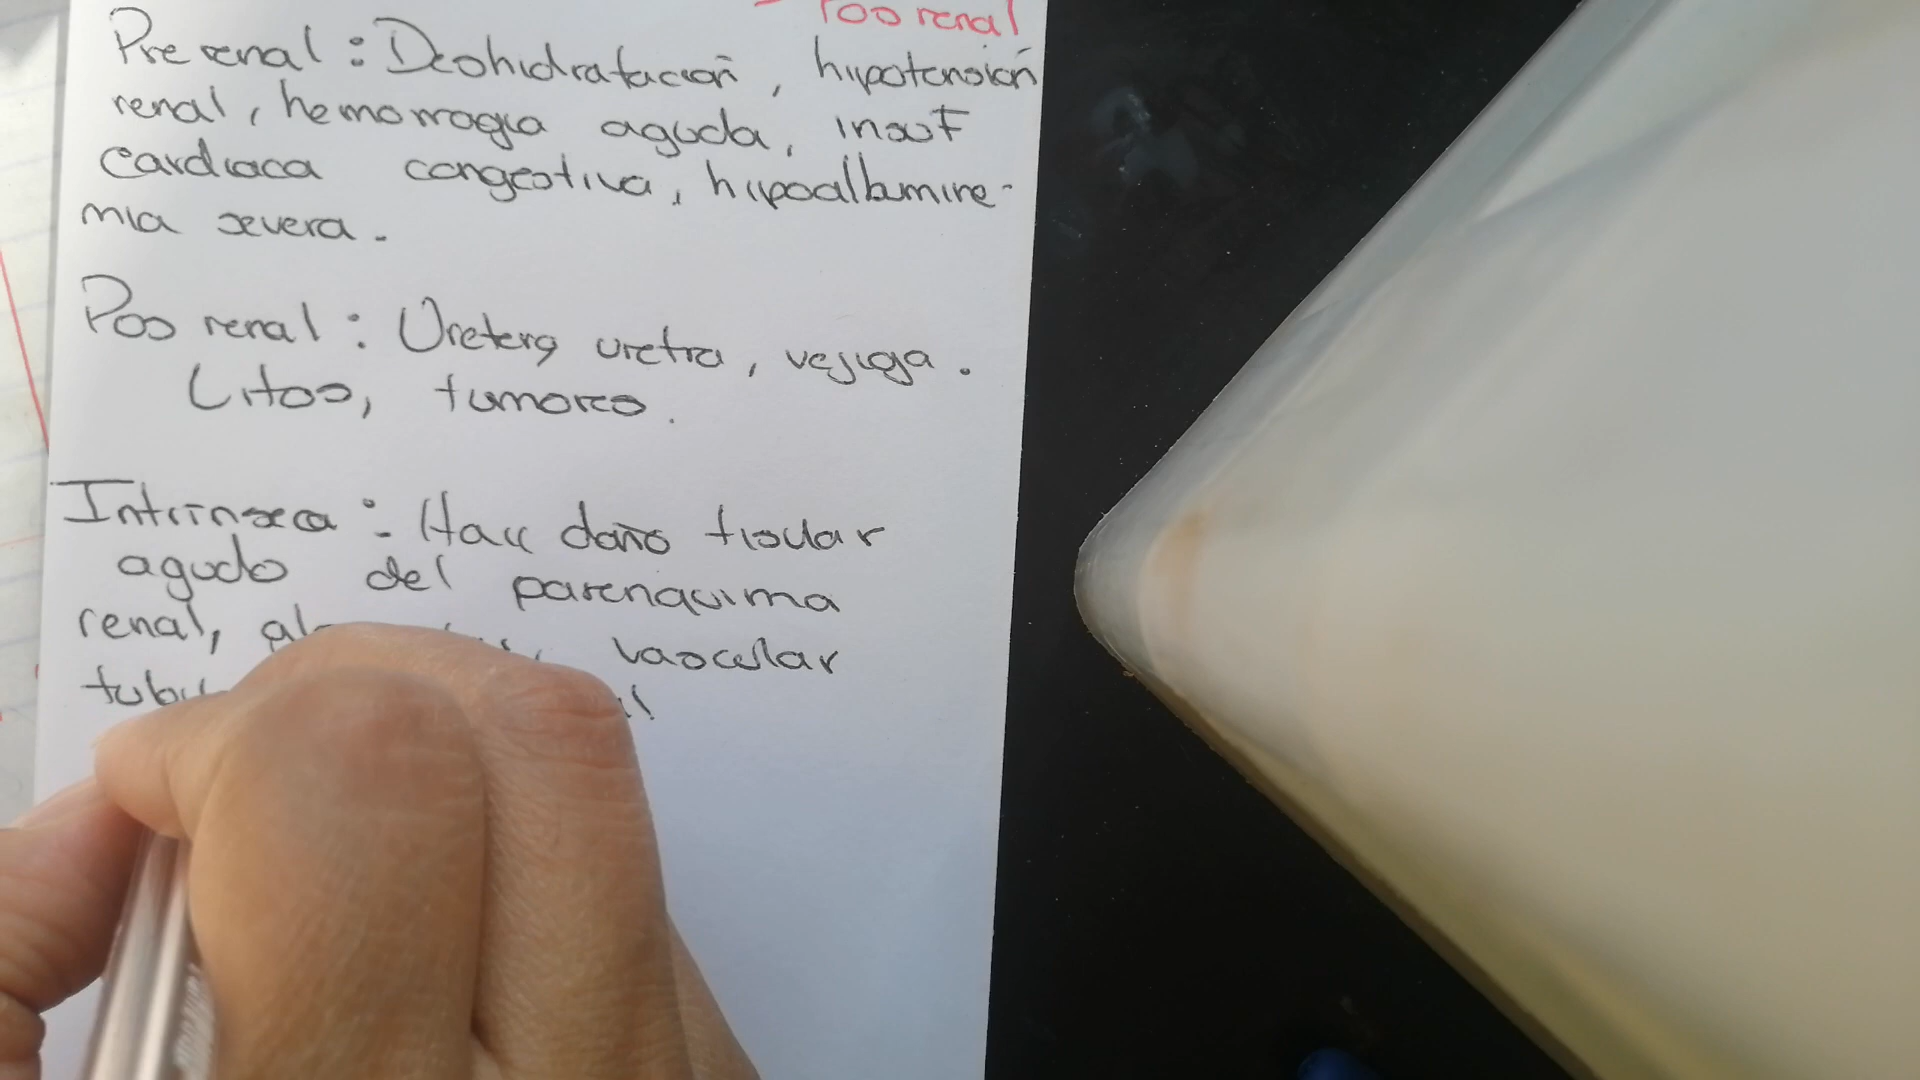 Pos renal
Pre renal : Deshidratación , hipotensión
renal , hemorragia aguda , insuf
cardiaca congestiva , hipoalbumine-
mia severa .
Pos renal : Ureteros uretra , vejiga .
Litos , tumores .
Intrínseca : Hay daño tisular
agudo del parenquima
renal, vascular